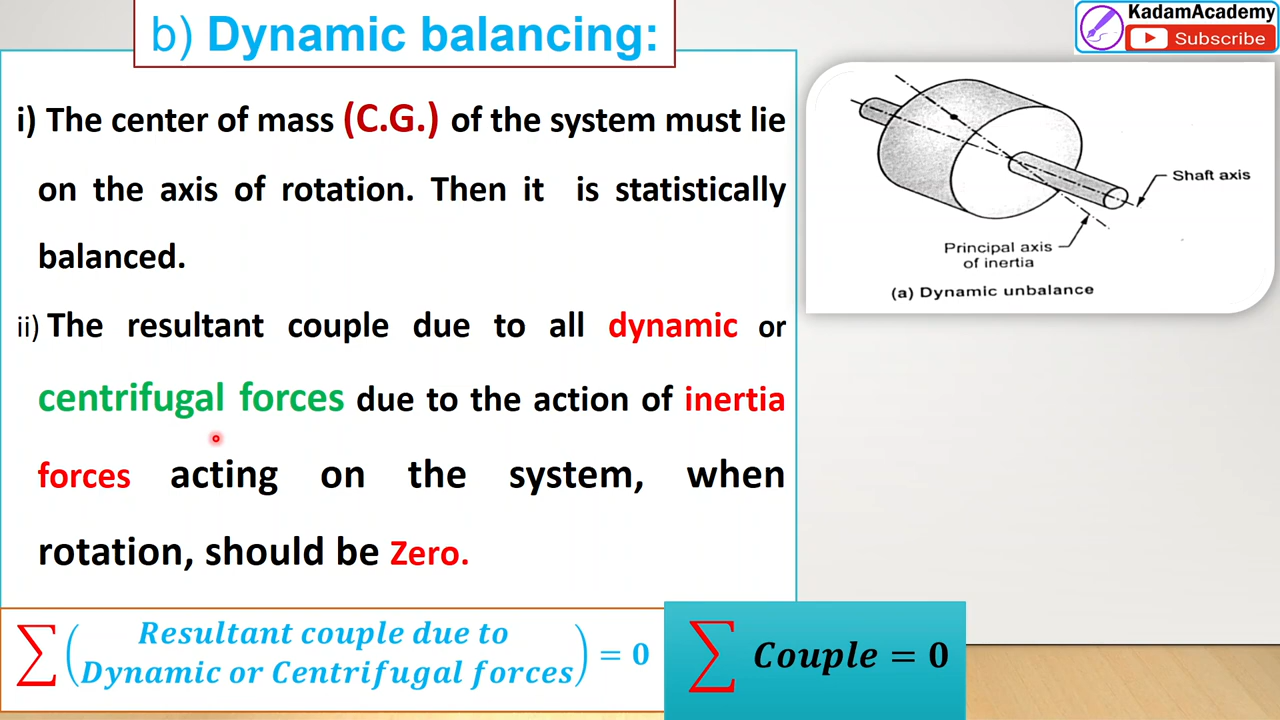 b) Dynamic balancing:
KadamAcademy
Subscribe
i) The center of mass (C.G.) of the system must lie
on the axis of rotation. Then it is statistically
balanced.
ii) The resultant couple due to all dynamic or
centrifugal forces due to the action of inertia
forces acting on the system, when
rotation, should be Zero.
Shaft axis
Principal axis
of inertia
(a) Dynamic unbalance
∑ (Resultant couple due to
Dynamic or Centrifugal forces) = 0
∑ Couple = 0